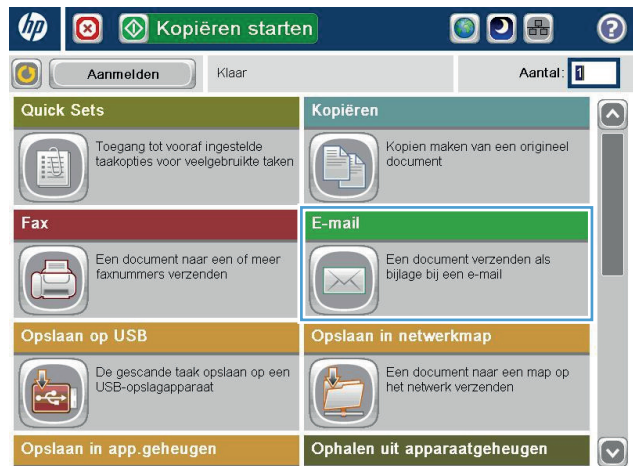 hp Kopiëren starten ?
Aanmelden Klaar Aantal: 1
Quick Sets
Toegang tot vooraf ingestelde
taakopties voor veelgebruikte taken
Kopiëren
Kopien maken van een origineel
document
Fax
Een document naar een of meer
faxnummers verzenden
E-mail
Een document verzenden als
bijlage bij een e-mail
Opslaan op USB
De gescande taak opslaan op een
USB-opslagapparaat
Opslaan in netwerkmap
Een document naar een map op
het netwerk verzenden
Opslaan in app.geheugen
Ophalen uit apparaatgeheugen